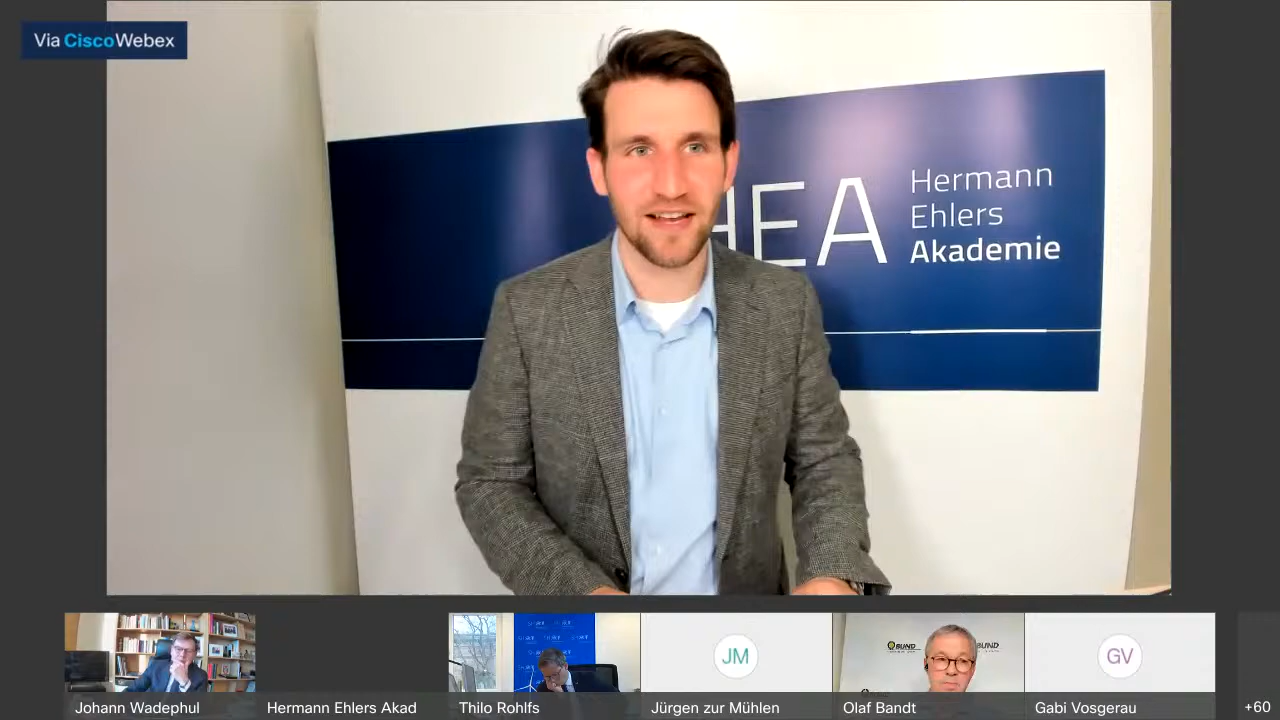 Via CiscoWebex
HEA
Hermann
Ehlers
Akademie
BUND
BUND
BUND
JM
GV
Johann Wadephul
Hermann Ehlers Akad
Thilo Rohlfs
Jürgen zur Mühlen
Olaf Bandt
Gabi Vosgerau
+60